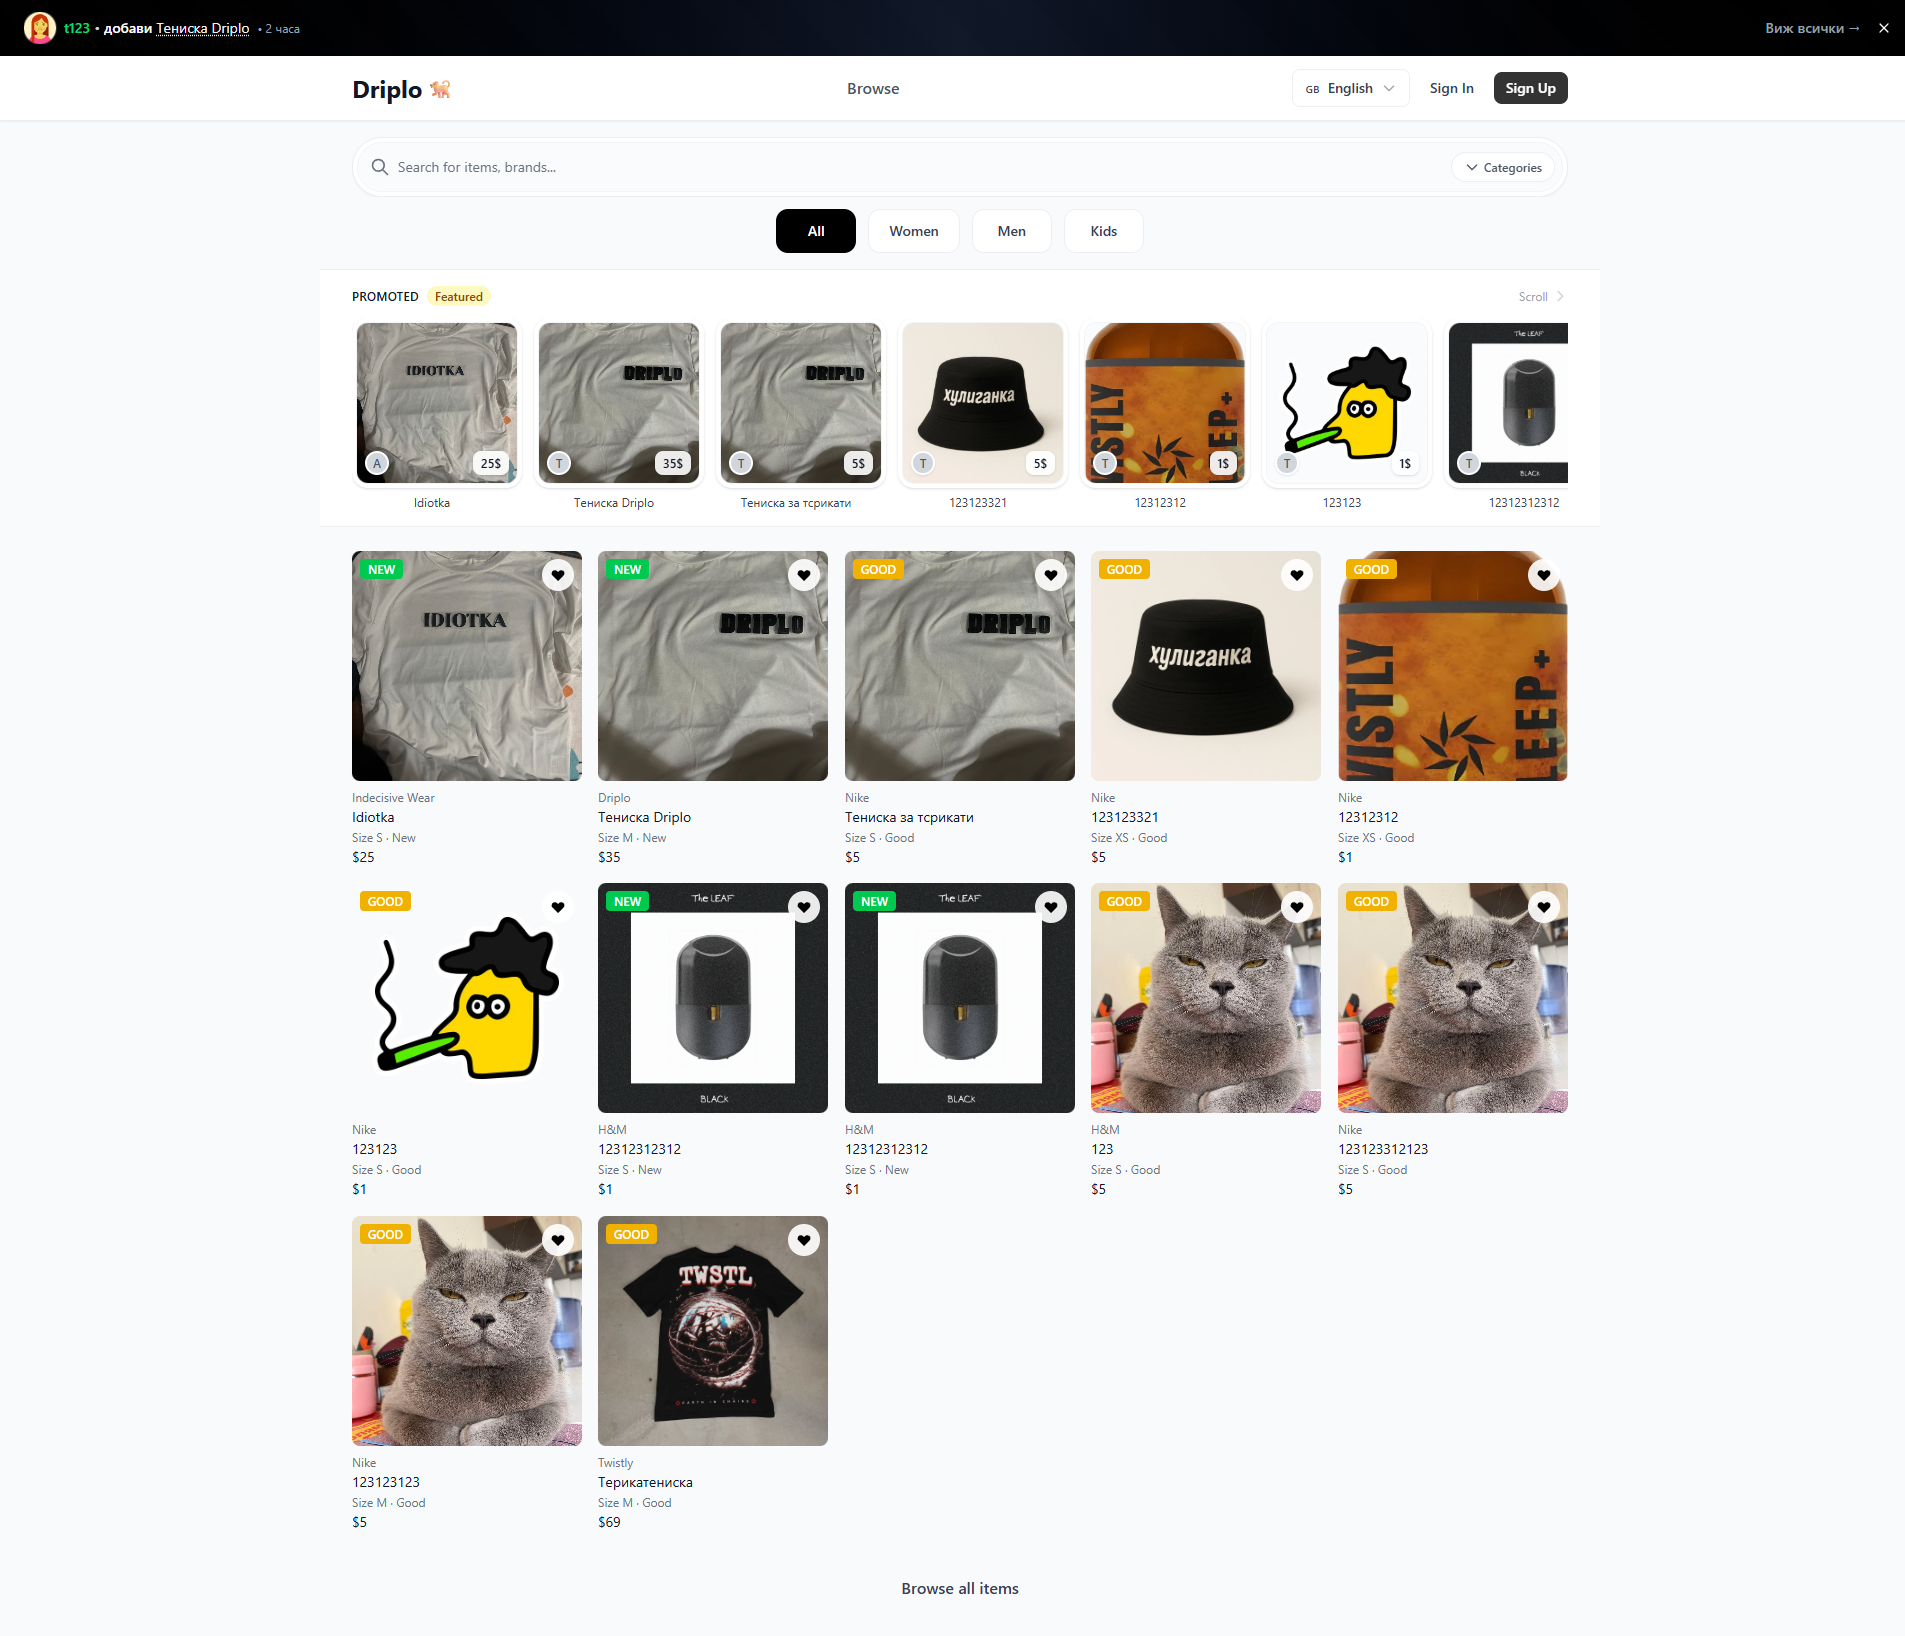 t123 • добави Тениска Driplo • 2 часа
Виж всички →
Driplo
Browse
GB English
Sign In
Sign Up
Search for items, brands...
Categories
All
Women
Men
Kids
PROMOTED Featured
Scroll
IDIOTKA
A
25$
Idiotka
DRIPLO
T
35$
Тениска Driplo
DRIPLO
T
5$
Тениска за тсрикати
хулиганка
T
5$
123123321
WISTLY
LEEP+
T
1$
12312312
T
1$
123123
The LEAF
BLACK
T
12312312312
NEW
IDIOTKA
Indecisive Wear
Idiotka
Size S · New
$25
NEW
DRIPLO
Driplo
Тениска Driplo
Size M · New
$35
GOOD
DRIPLO
Nike
Тениска за тсрикати
Size S · Good
$5
GOOD
хулиганка
Nike
123123321
Size XS · Good
$5
GOOD
WISTLY
LEEP+
Nike
12312312
Size XS · Good
$1
GOOD
Nike
123123
Size S · Good
$1
NEW
The LEAF
BLACK
H&M
12312312312
Size S · New
$1
NEW
The LEAF
BLACK
H&M
12312312312
Size S · New
$1
GOOD
H&M
123
Size S · Good
$5
GOOD
Nike
123123312123
Size S · Good
$5
GOOD
Nike
123123123
Size M · Good
$5
GOOD
TWSTL
EARTH IN CHAINS
Twistly
Терикатениска
Size M · Good
$69
Browse all items